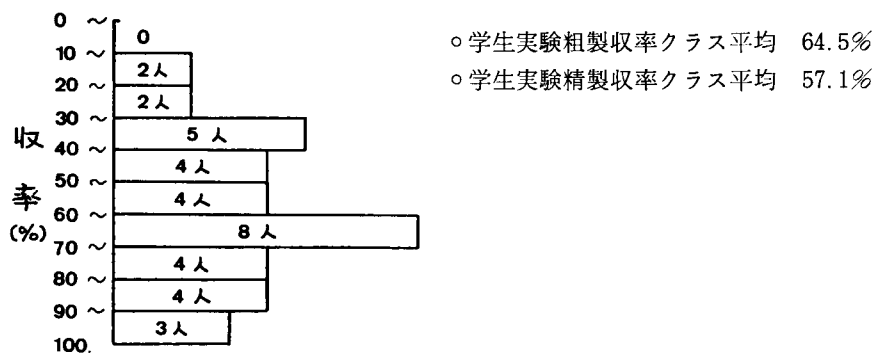 0 ~
0
10 ~
2人
20 ~
2人
30 ~
5 人
40 ~
4人
50 ~
4人
60 ~
8 人
70 ~
4人
80 ~
4人
90 ~
3人
100.
収率(%)
○学生実験粗製収率クラス平均 64.5%
○学生実験精製収率クラス平均 57.1%